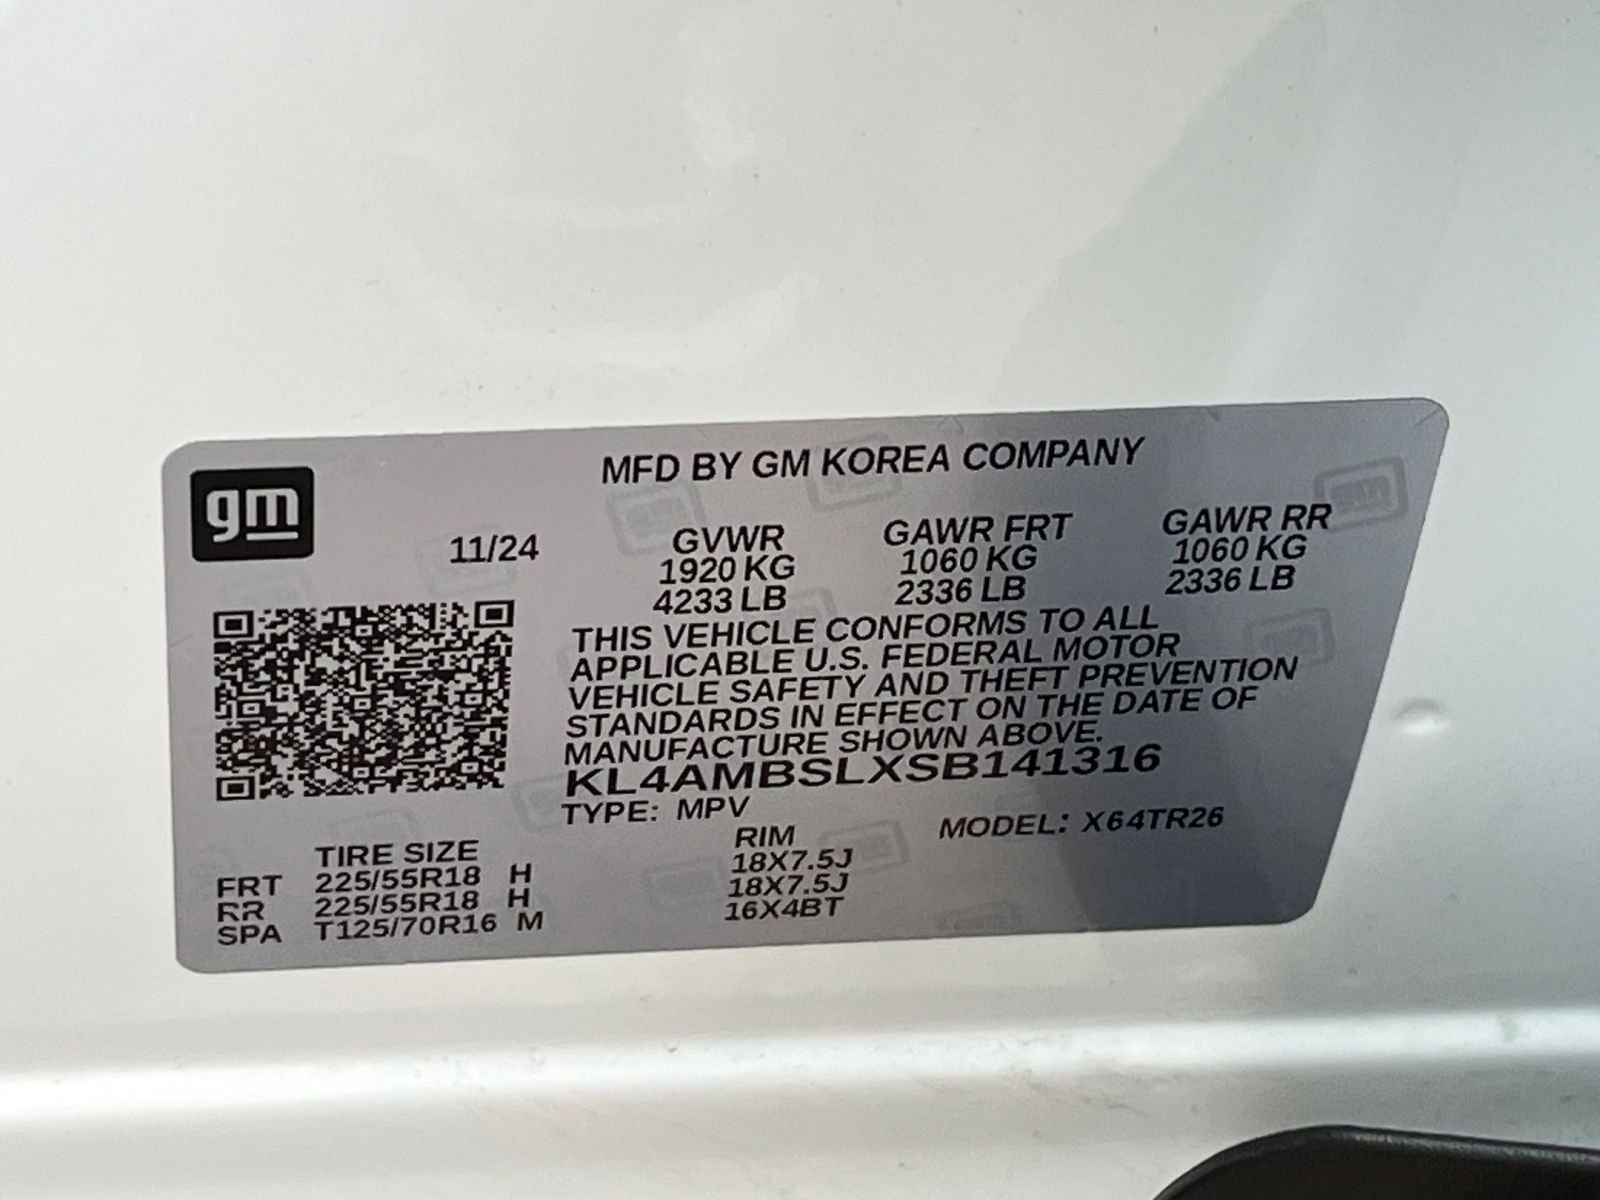 gm
MFD BY GM KOREA COMPANY
11/24 GVWR GAWR FRT GAWR RR
1920 KG 1060 KG 1060 KG
4233 LB 2336 LB 2336 LB
THIS VEHICLE CONFORMS TO ALL
APPLICABLE U.S. FEDERAL MOTOR
VEHICLE SAFETY AND THEFT PREVENTION
STANDARDS IN EFFECT ON THE DATE OF
MANUFACTURE SHOWN ABOVE.
KL4AMBSLXSB141316
TYPE: MPV
MODEL: X64TR26
TIRE SIZE RIM
FRT 225/55R18 H 18X7.5J
RR 225/55R18 H 18X7.5J
SPA T125/70R16 M 16X4BT